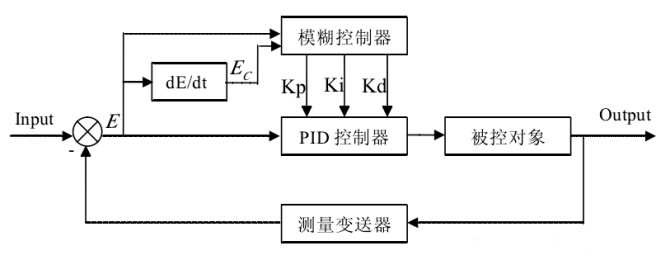 模糊控制器
dE/dt
E_C
Kp Ki Kd
Input
E
PID 控制器
被控对象
Output
-
测量变送器